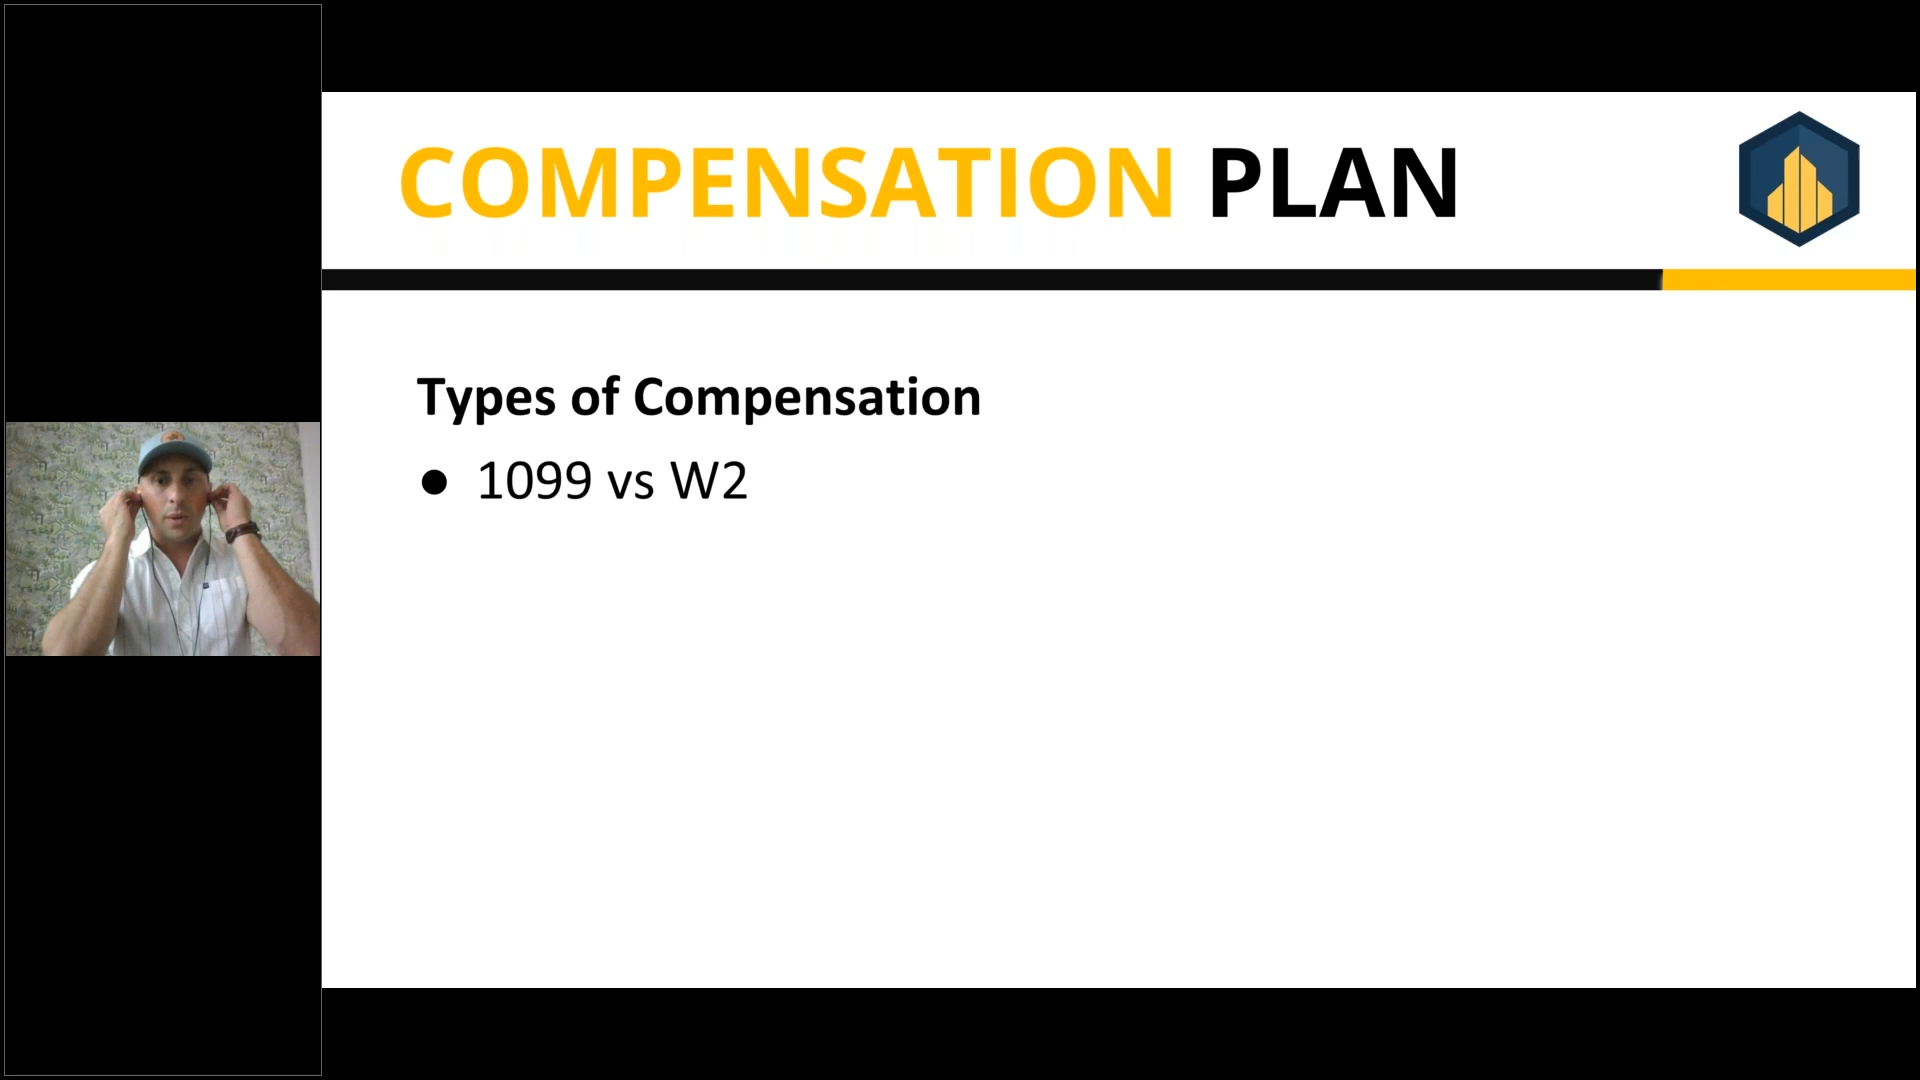 COMPENSATION PLAN
Types of Compensation
● 1099 vs W2